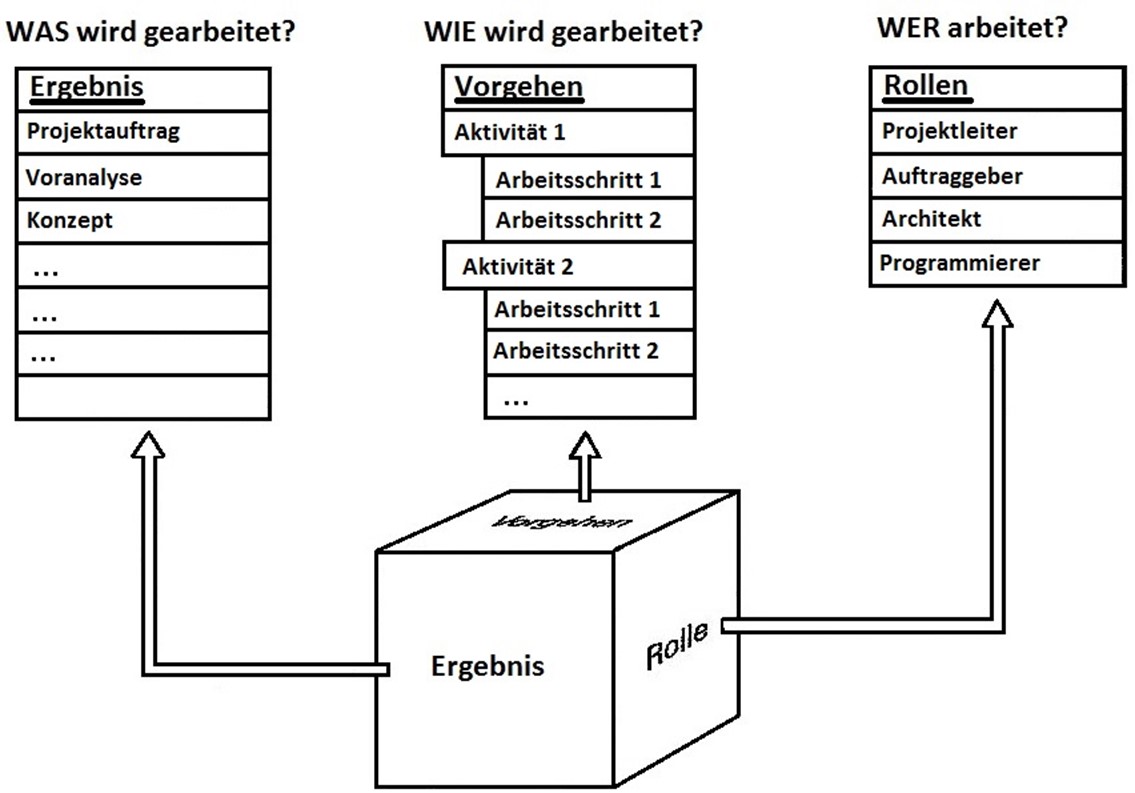 WAS wird gearbeitet?
Ergebnis
Projektauftrag
Voranalyse
Konzept
...
...
...
WIE wird gearbeitet?
Vorgehen
Aktivität 1
Arbeitsschritt 1
Arbeitsschritt 2
Aktivität 2
Arbeitsschritt 1
Arbeitsschritt 2
...
WER arbeitet?
Rollen
Projektleiter
Auftraggeber
Architekt
Programmierer
Vorgehen
Ergebnis
Rolle